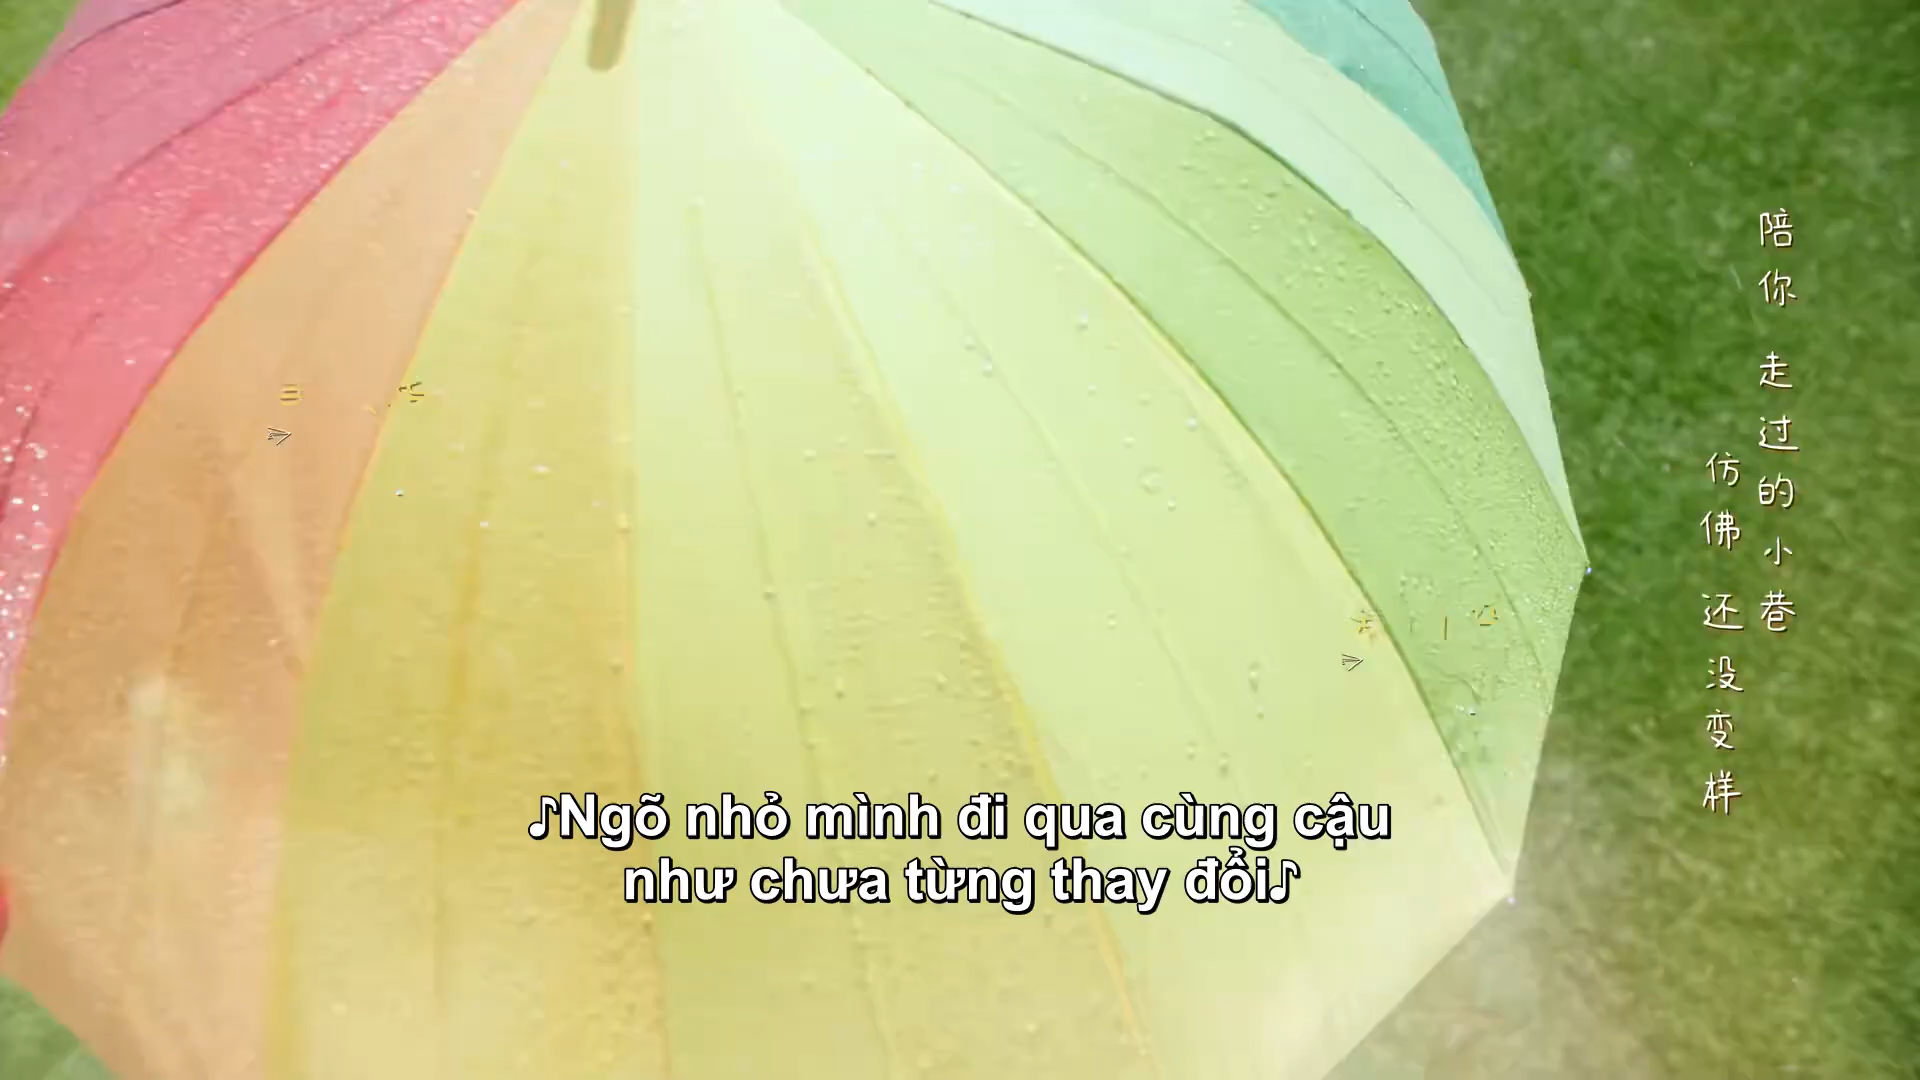 陪你 走过的小巷
仿佛 还没变样
♪Ngõ nhỏ mình đi qua cùng cậu
như chưa từng thay đổi♪